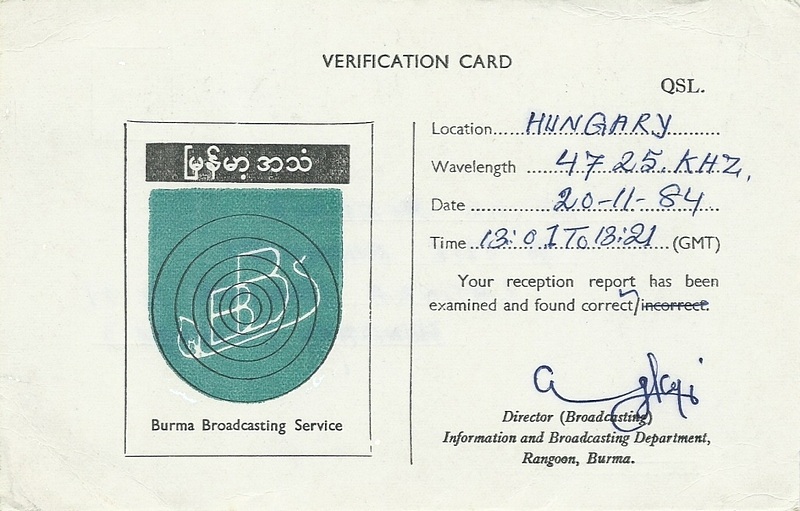 VERIFICATION CARD
QSL.
မြန်မာ့ အသံ
BBS
B
Burma Broadcasting Service
Location......HUNGARY..........
Wavelength ......4725.KHZ.
Date ..............20-11-84...
Time ..13:01 To 13:21...(GMT)
Your reception report has been
examined and found correct/incorrect.
Director (Broadcasting)
Information and Broadcasting Department,
Rangoon, Burma.